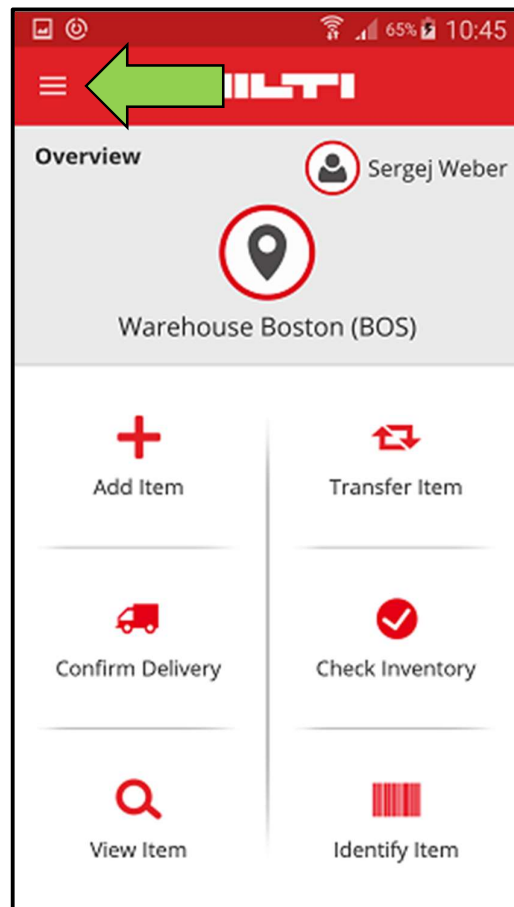 65% 10:45
Overview
Sergej Weber
Warehouse Boston (BOS)
Add Item
Transfer Item
Confirm Delivery
Check Inventory
View Item
Identify Item